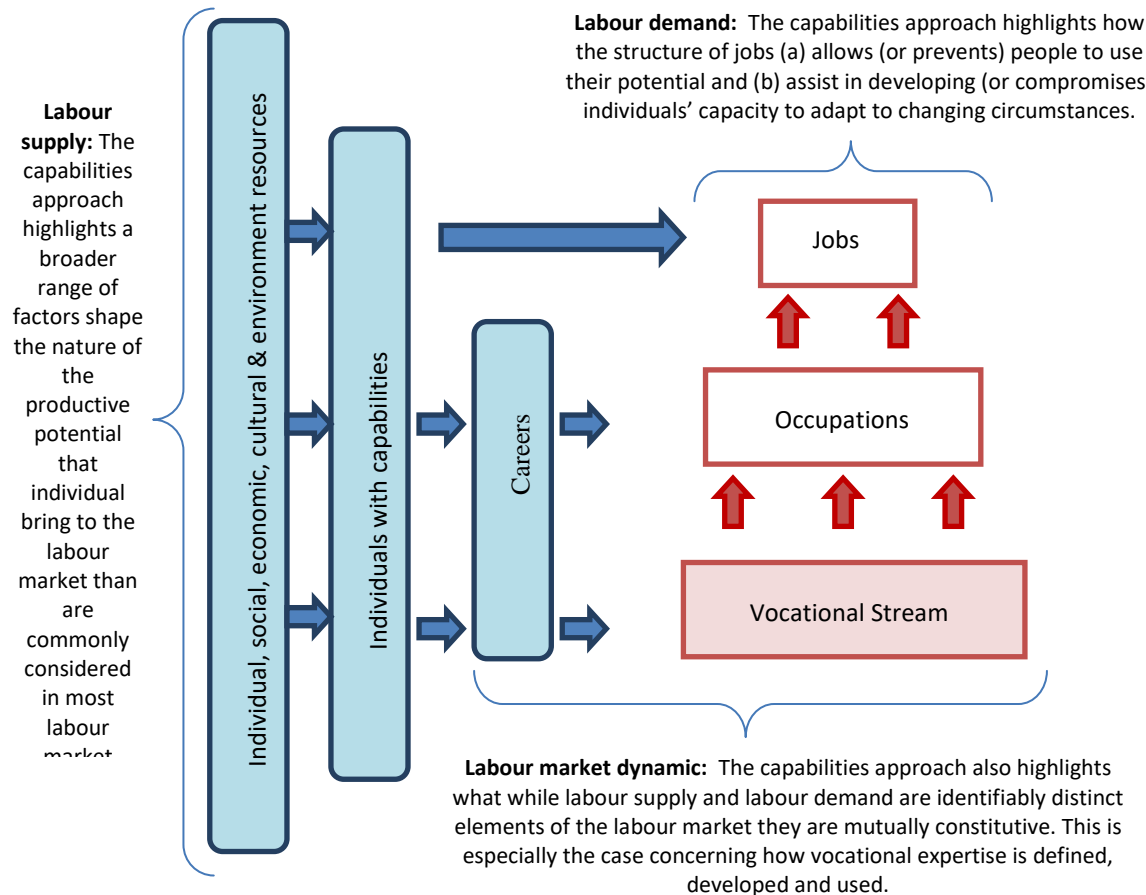 Labour demand: The capabilities approach highlights how
the structure of jobs (a) allows (or prevents) people to use
their potential and (b) assist in developing (or compromises
individuals’ capacity to adapt to changing circumstances.
Labour
supply: The
capabilities
approach
highlights a
broader
range of
factors shape
the nature of
the
productive
potential
that
individual
bring to the
labour
market than
are
commonly
considered
in most
labour
market
Individual, social, economic, cultural & environment resources
Individuals with capabilities
Careers
Jobs
Occupations
Vocational Stream
Labour market dynamic: The capabilities approach also highlights
what while labour supply and labour demand are identifiably distinct
elements of the labour market they are mutually constitutive. This is
especially the case concerning how vocational expertise is defined,
developed and used.